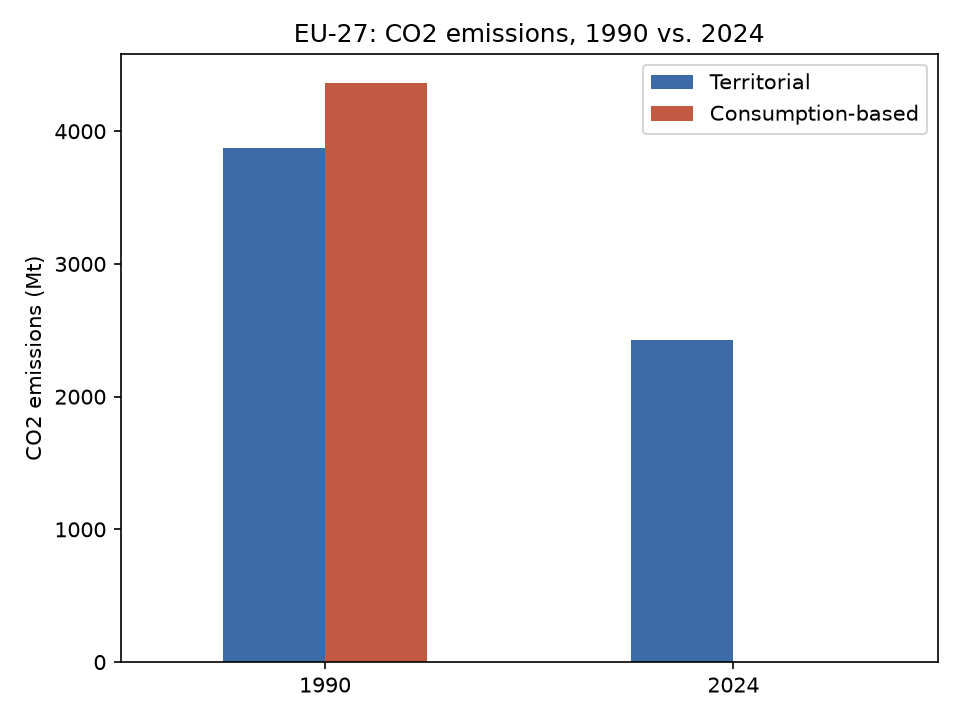 EU-27: CO2 emissions, 1990 vs. 2024
Territorial
Consumption-based
CO2 emissions (Mt)
4000
3000
2000
1000
0
1990
2024